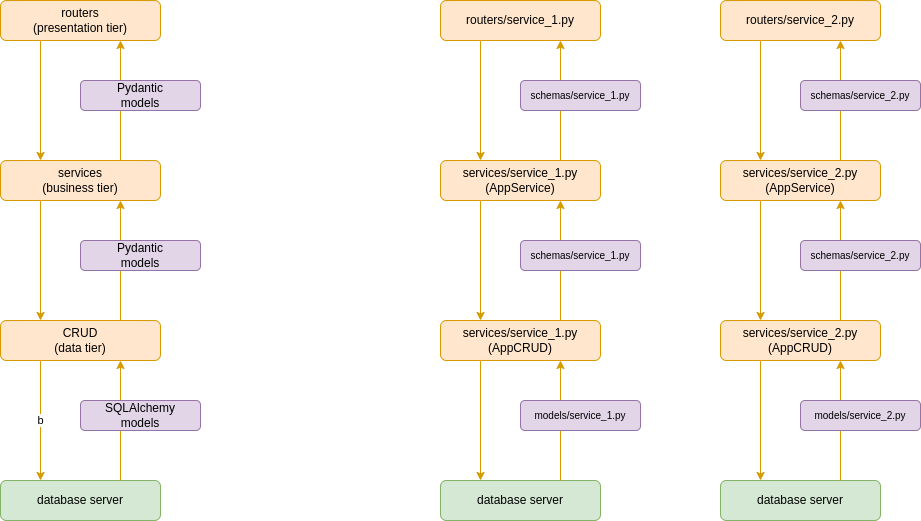 routers
(presentation tier)
Pydantic
models
services
(business tier)
Pydantic
models
CRUD
(data tier)
b
SQLAlchemy
models
database server
routers/service_1.py
schemas/service_1.py
services/service_1.py
(AppService)
schemas/service_1.py
services/service_1.py
(AppCRUD)
models/service_1.py
database server
routers/service_2.py
schemas/service_2.py
services/service_2.py
(AppService)
schemas/service_2.py
services/service_2.py
(AppCRUD)
models/service_2.py
database server